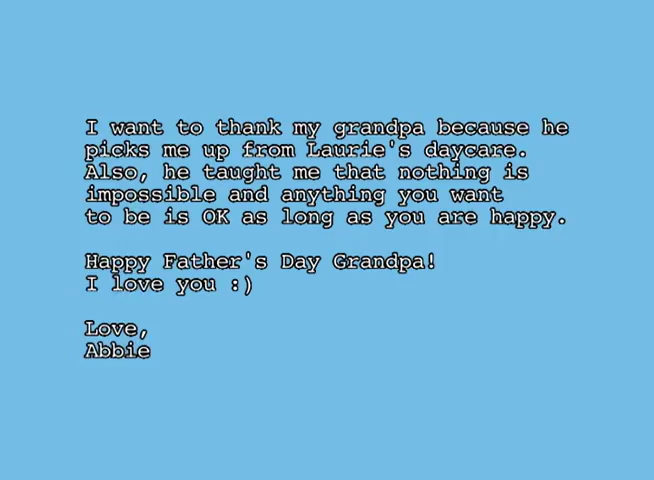 I want to thank my grandpa because he
picks me up from Laurie's daycare.
Also, he taught me that nothing is
impossible and anything you want
to be is OK as long as you are happy.
Happy Father's Day Grandpa!
I love you :)
Love,
Abbie